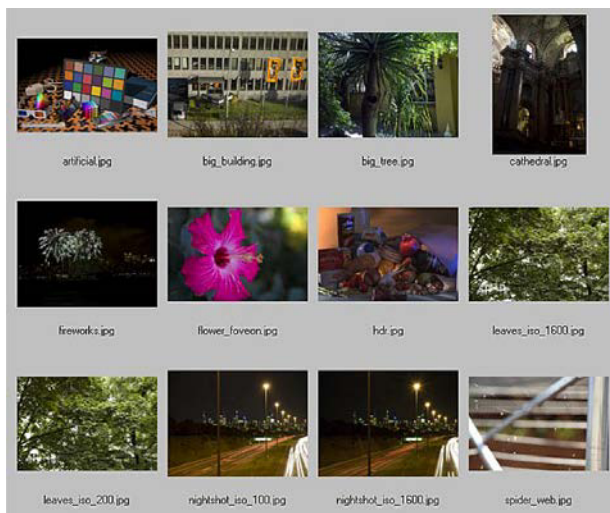 artificial.jpg
big_building.jpg
big_tree.jpg
cathedral.jpg
fireworks.jpg
flower_foveon.jpg
hdr.jpg
leaves_iso_1600.jpg
leaves_iso_200.jpg
nightshot_iso_100.jpg
nightshot_iso_1600.jpg
spider_web.jpg